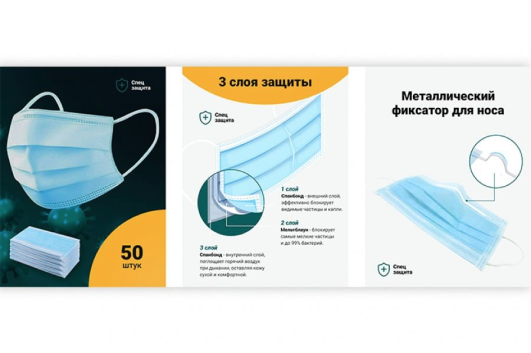 Спец
защита
50
штук
3 слоя защиты
Спец
защита
1 слой
Спанбонд - внешний слой,
эффективно блокирует
видимые частицы и капли.
2 слой
Мельтблаун - блокирует
самые мелкие частицы
и до 99% бактерий.
3 слой
Спанбонд - внутренний слой,
поглощает горячий воздух
при дыхании, оставляя кожу
сухой и комфортной.
Металлический
фиксатор для носа
Спец
защита